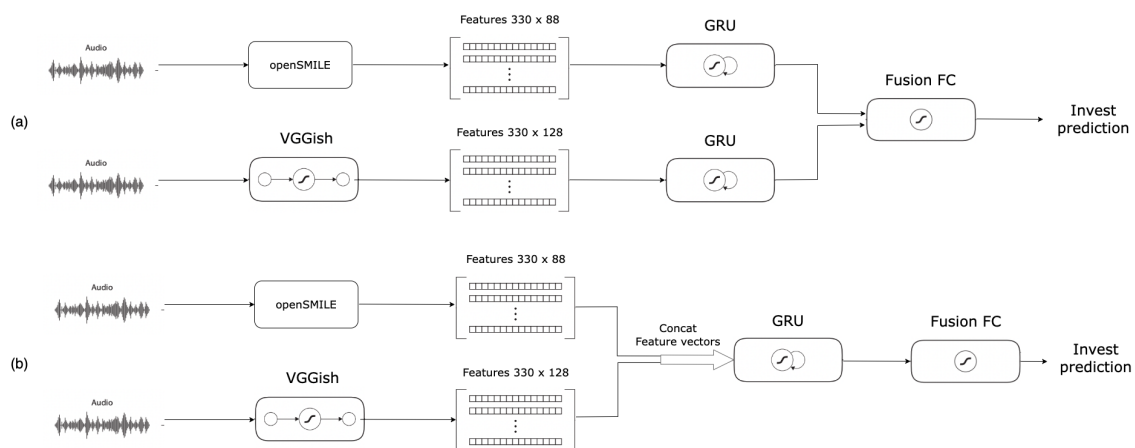 Features 330 x 88
GRU
Audio
openSMILE
Fusion FC
(a)
Invest
prediction
VGGish
Features 330 x 128
GRU
Audio
Features 330 x 88
Audio
openSMILE
Concat
Feature vectors
GRU
Fusion FC
(b)
Invest
prediction
VGGish
Features 330 x 128
Audio